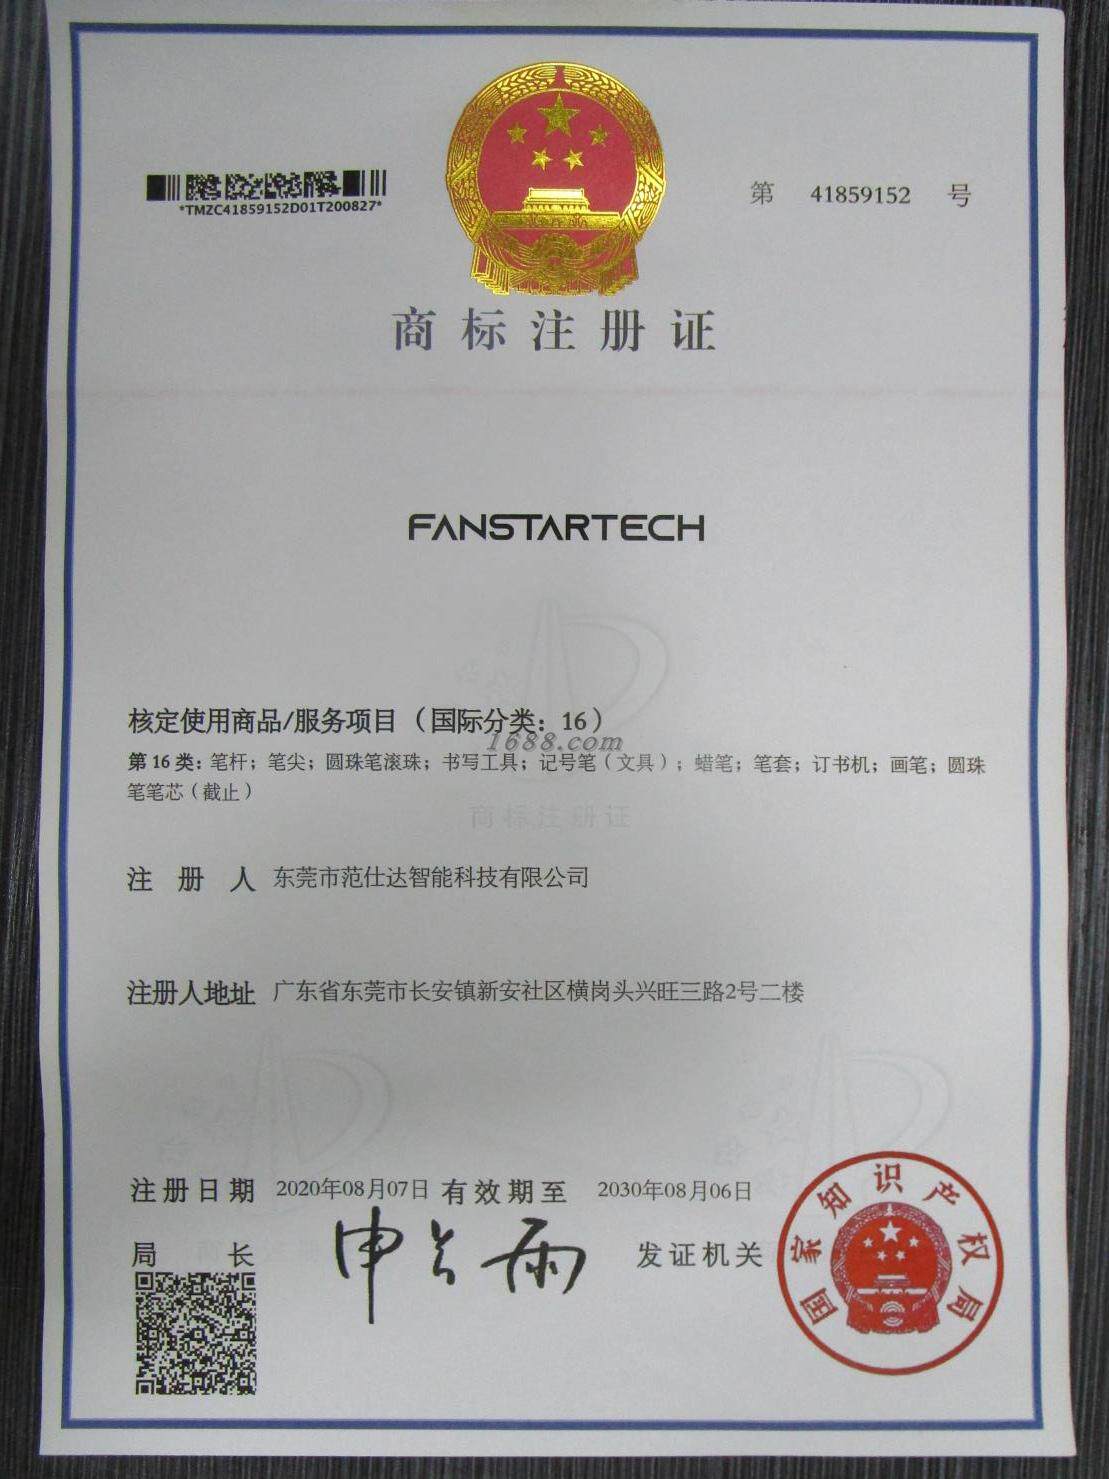 *TMZC41859152D01T200827*
第 41859152 号
商标注册证
FANSTARTECH
核定使用商品/服务项目（国际分类：16）
1688.com
第16类：笔杆；笔尖；圆珠笔滚珠；书写工具；记号笔（文具）；蜡笔；笔套；订书机；画笔；圆珠
笔笔芯（截止）
商标注册证
注册人 东莞市范仕达智能科技有限公司
注册人地址 广东省东莞市长安镇新安社区横岗头兴旺三路2号二楼
注册日期 2020年08月07日 有效期至 2030年08月06日
局长 申长雨 发证机关
国家知识产权局